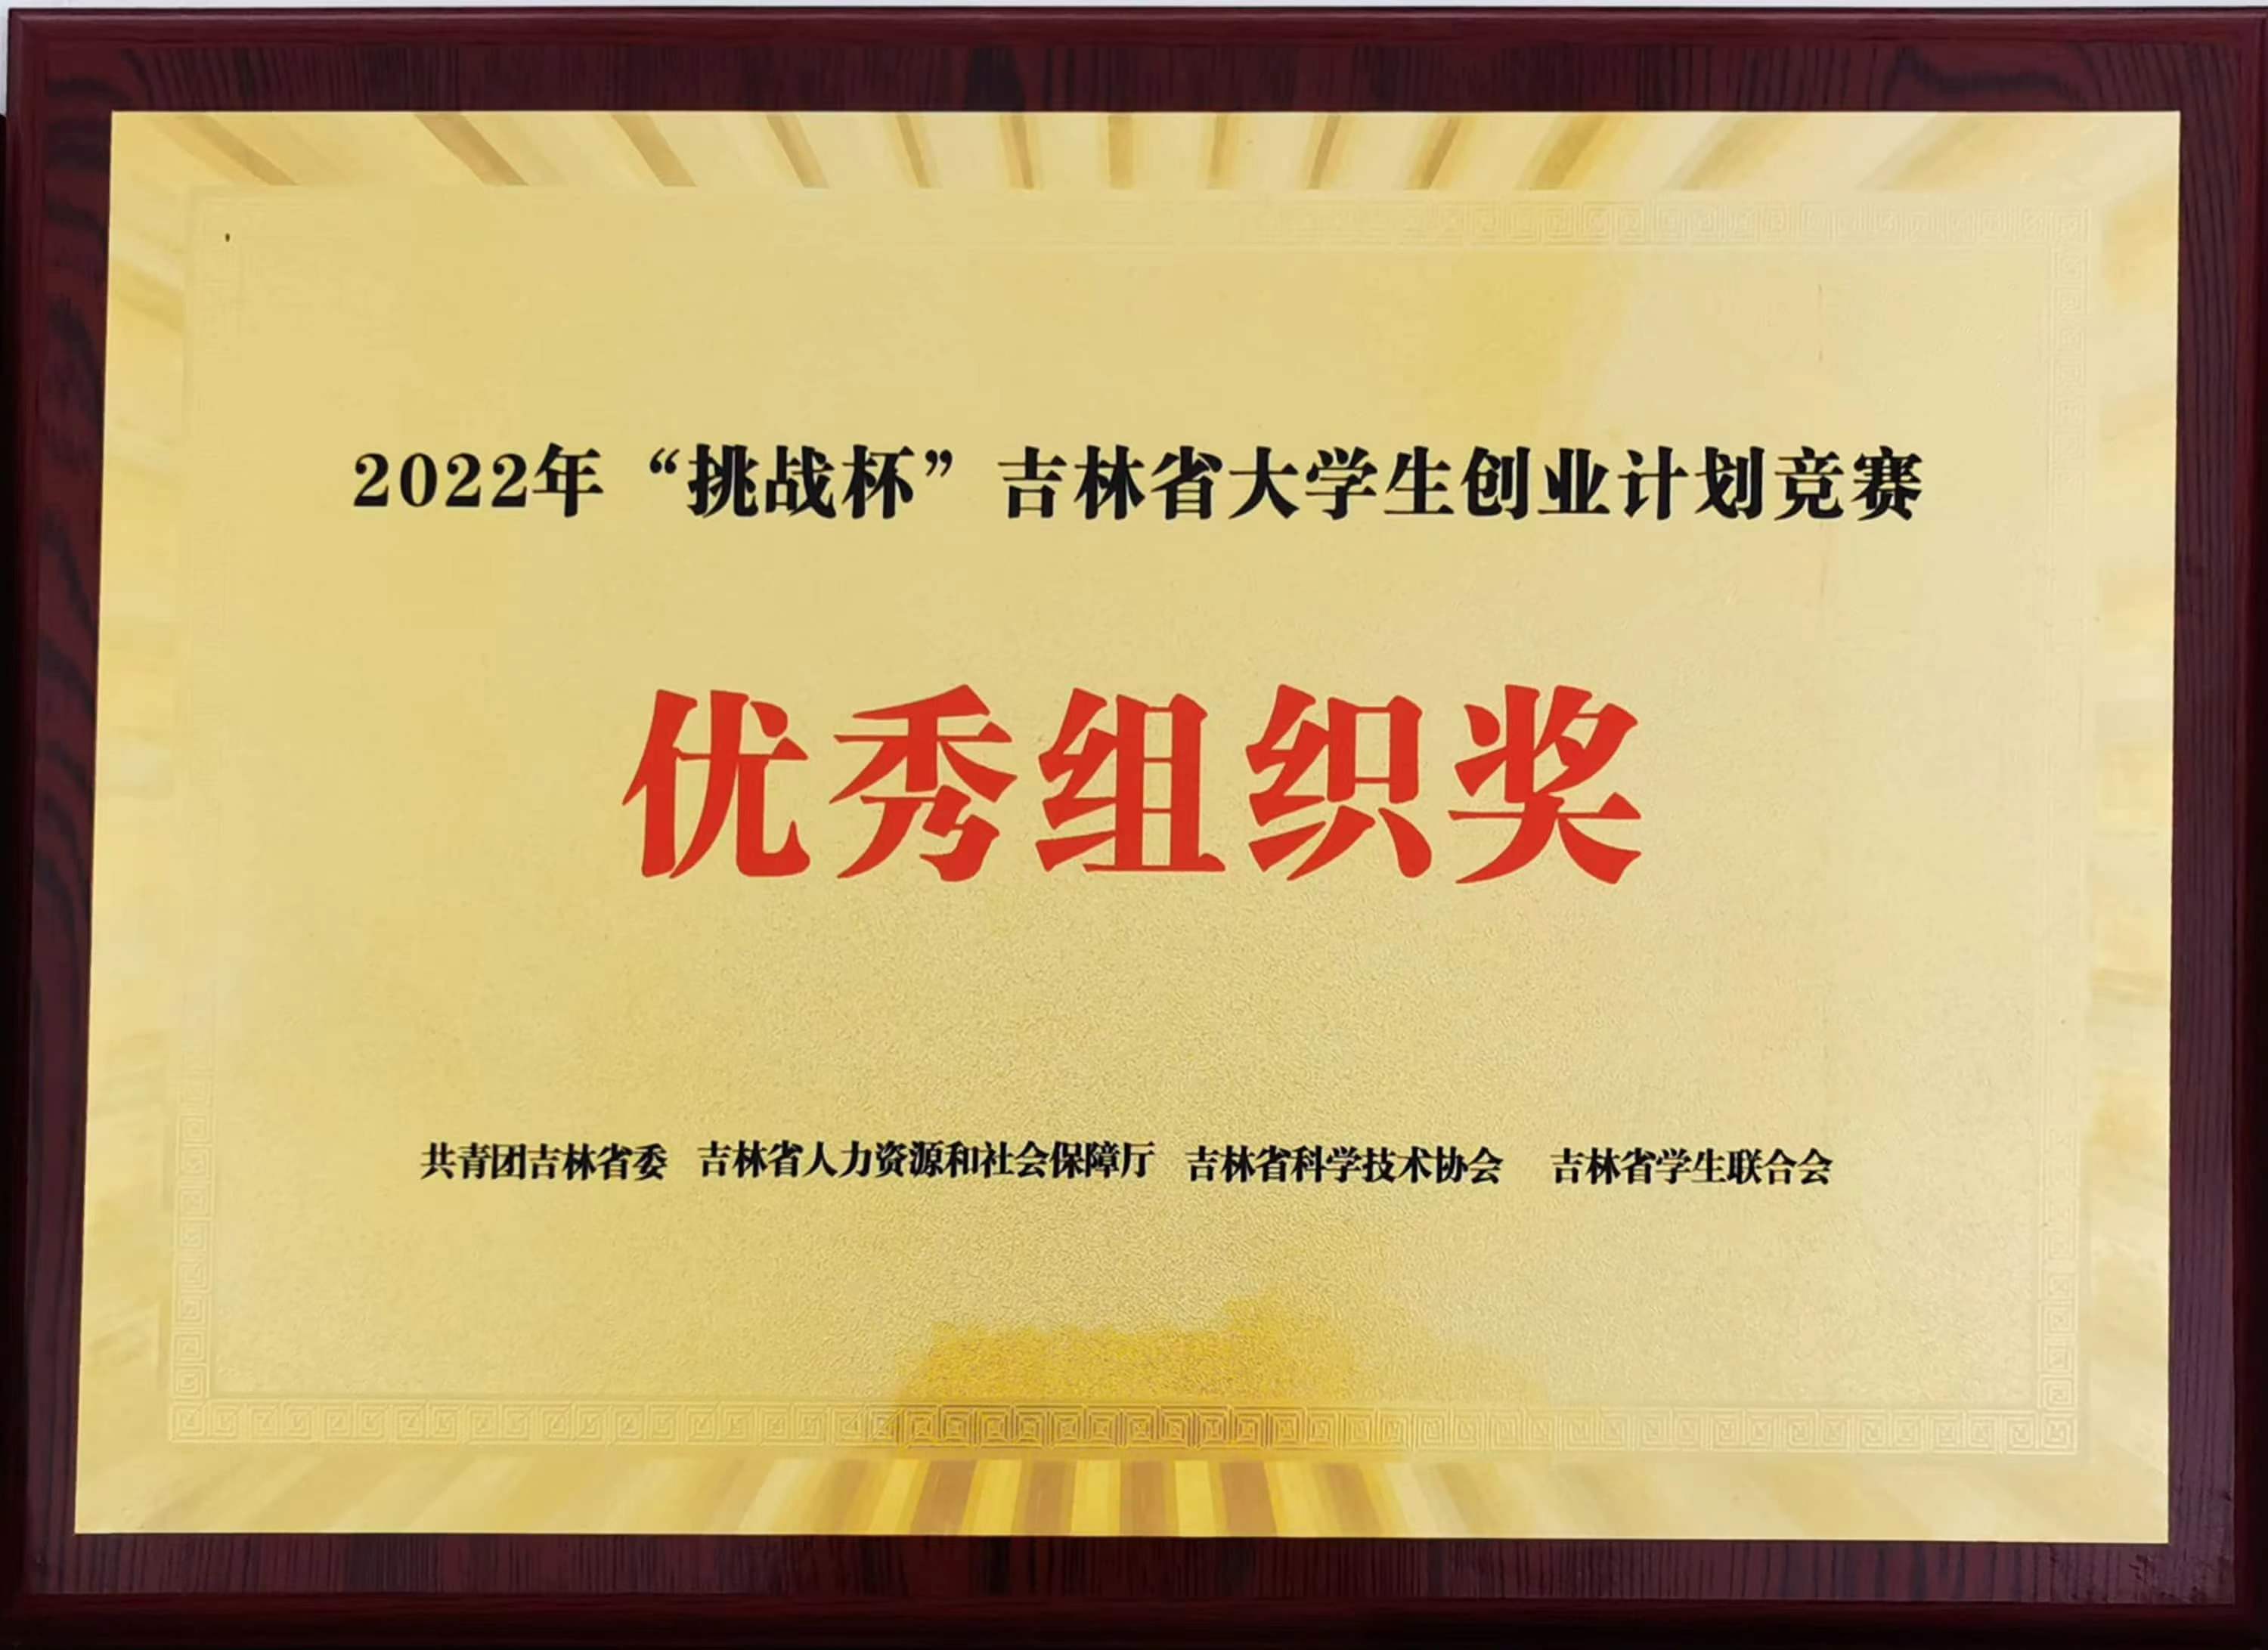 2022年“挑战杯”吉林省大学生创业计划竞赛
优秀组织奖
共青团吉林省委 吉林省人力资源和社会保障厅 吉林省科学技术协会 吉林省学生联合会